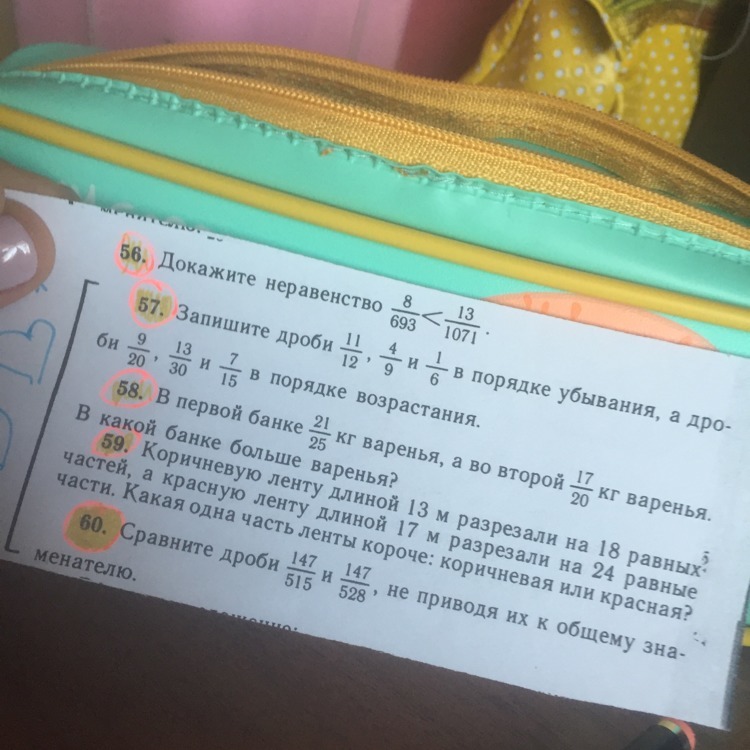 56. Докажите неравенство 8/693 < 13/1071.
57. Запишите дроби 11/12, 4/9 и 1/6 в порядке убывания, а дро-
би 9/20, 13/30 и 7/15 в порядке возрастания.
58. В первой банке 21/25 кг варенья, а во второй 17/20 кг варенья.
В какой банке больше варенья?
59. Коричневую ленту длиной 13 м разрезали на 18 равных
частей, а красную ленту длиной 17 м разрезали на 24 равные
части. Какая одна часть ленты короче: коричневая или красная?
60. Сравните дроби 147/515 и 147/528, не приводя их к общему зна-
менателю.